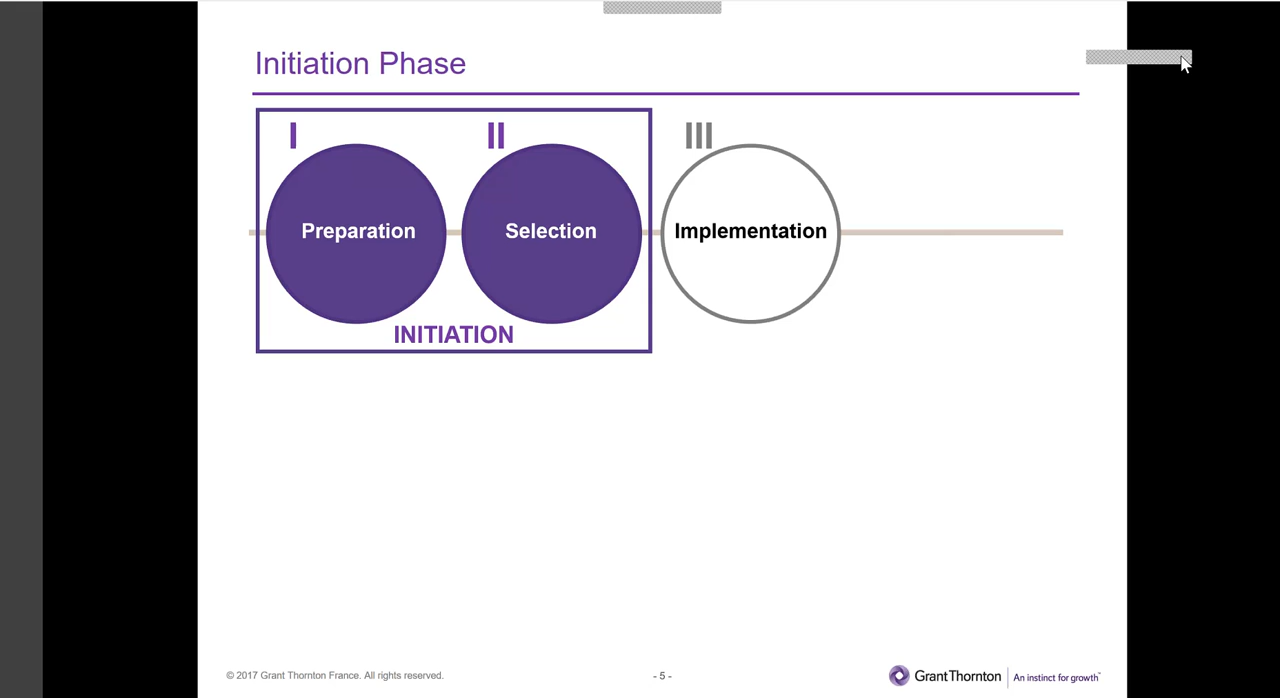 Initiation Phase
I
II
III
Preparation
Selection
Implementation
INITIATION
© 2017 Grant Thornton France. All rights reserved.
- 5 -
GrantThornton
An instinct for growth™